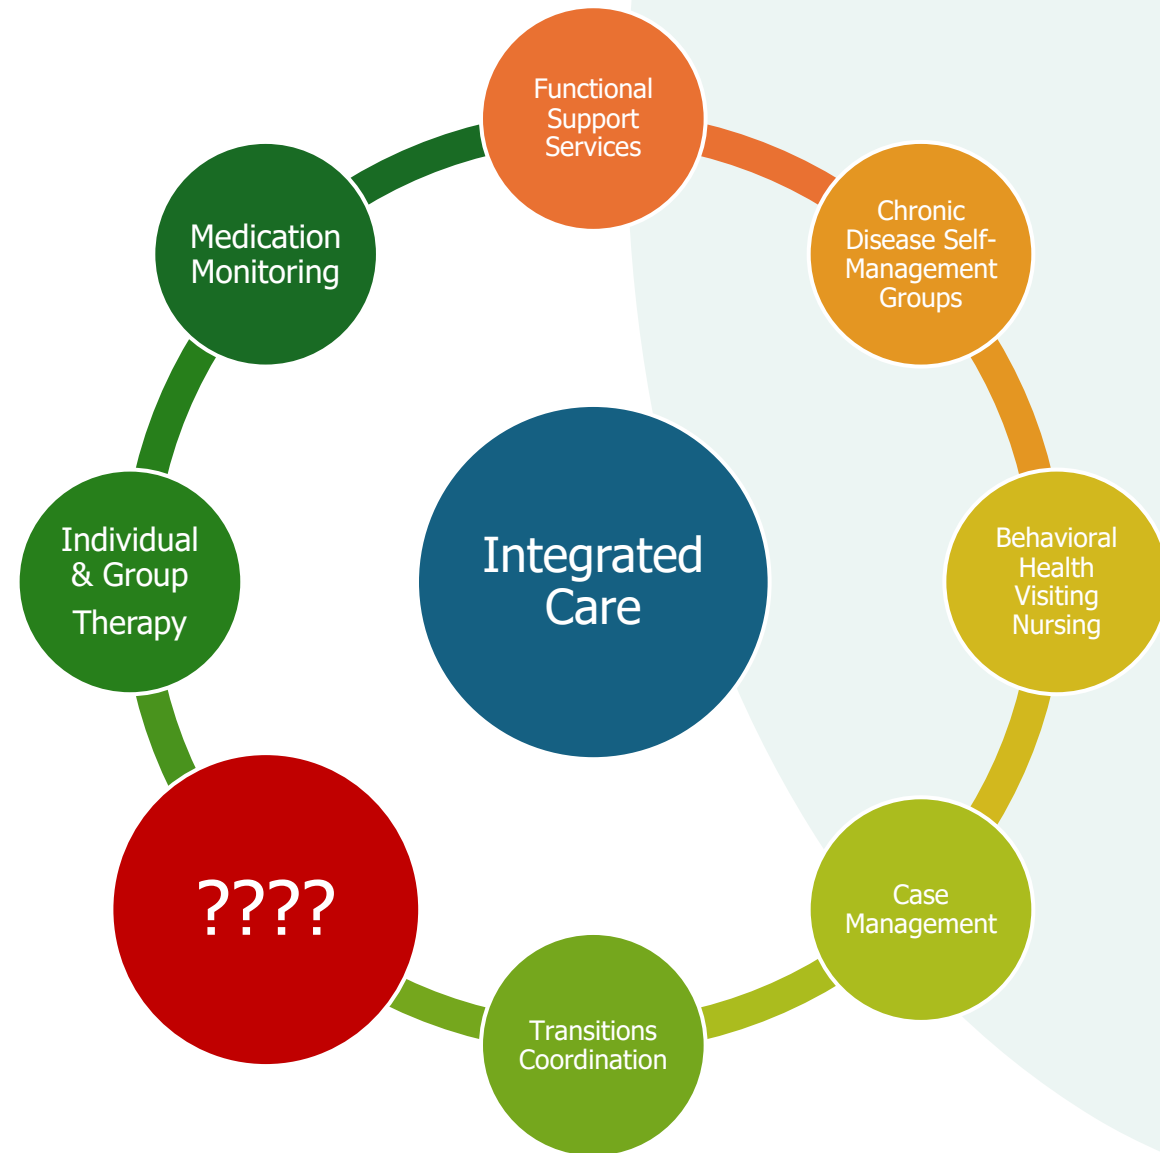 Functional
Support
Services
Chronic
Disease Self-
Management
Groups
Behavioral
Health
Visiting
Nursing
Case
Management
Transitions
Coordination
????
Individual
& Group
Therapy
Medication
Monitoring
Integrated
Care